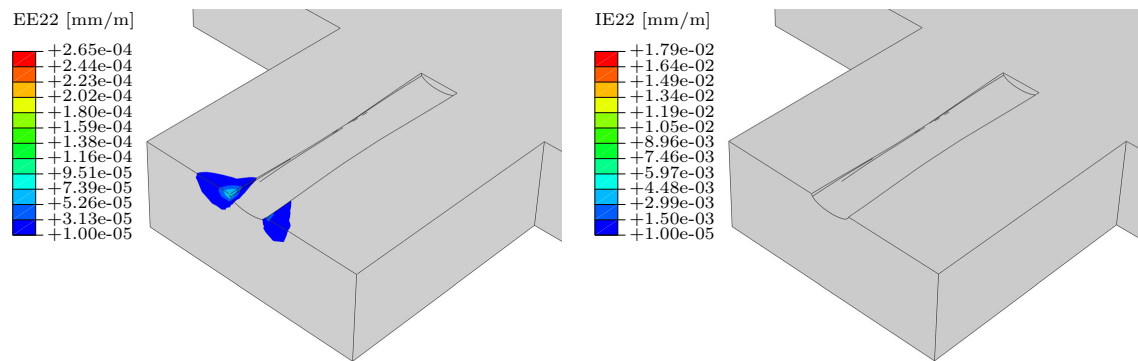 EE22 [mm/m]
+2.65e-04
+2.44e-04
+2.23e-04
+2.02e-04
+1.80e-04
+1.59e-04
+1.38e-04
+1.16e-04
+9.51e-05
+7.39e-05
+5.26e-05
+3.13e-05
+1.00e-05
IE22 [mm/m]
+1.79e-02
+1.64e-02
+1.49e-02
+1.34e-02
+1.19e-02
+1.05e-02
+8.96e-03
+7.46e-03
+5.97e-03
+4.48e-03
+2.99e-03
+1.50e-03
+1.00e-05